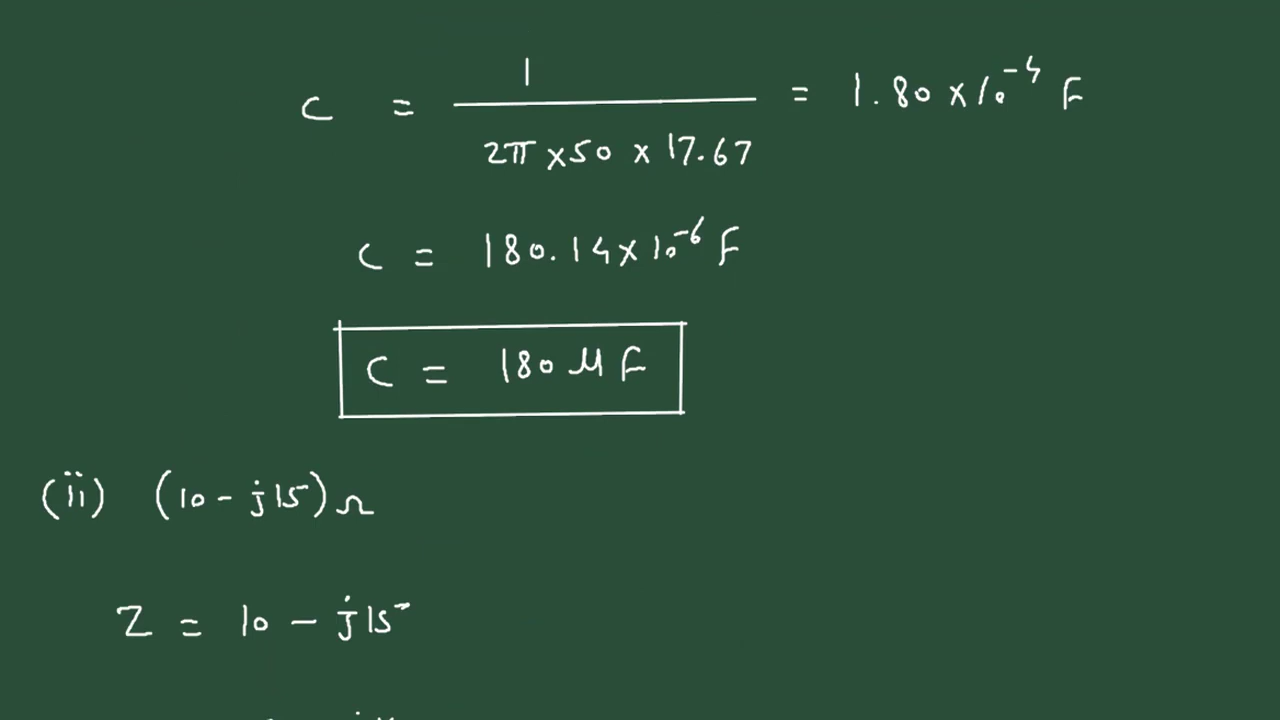 C = 1 / 2π×50 × 17.67 = 1.80 ×10⁻⁴ F
C = 180.14×10⁻⁶ F
C = 180 μF
(ii) (10 - j15) Ω
Z = 10 - j15